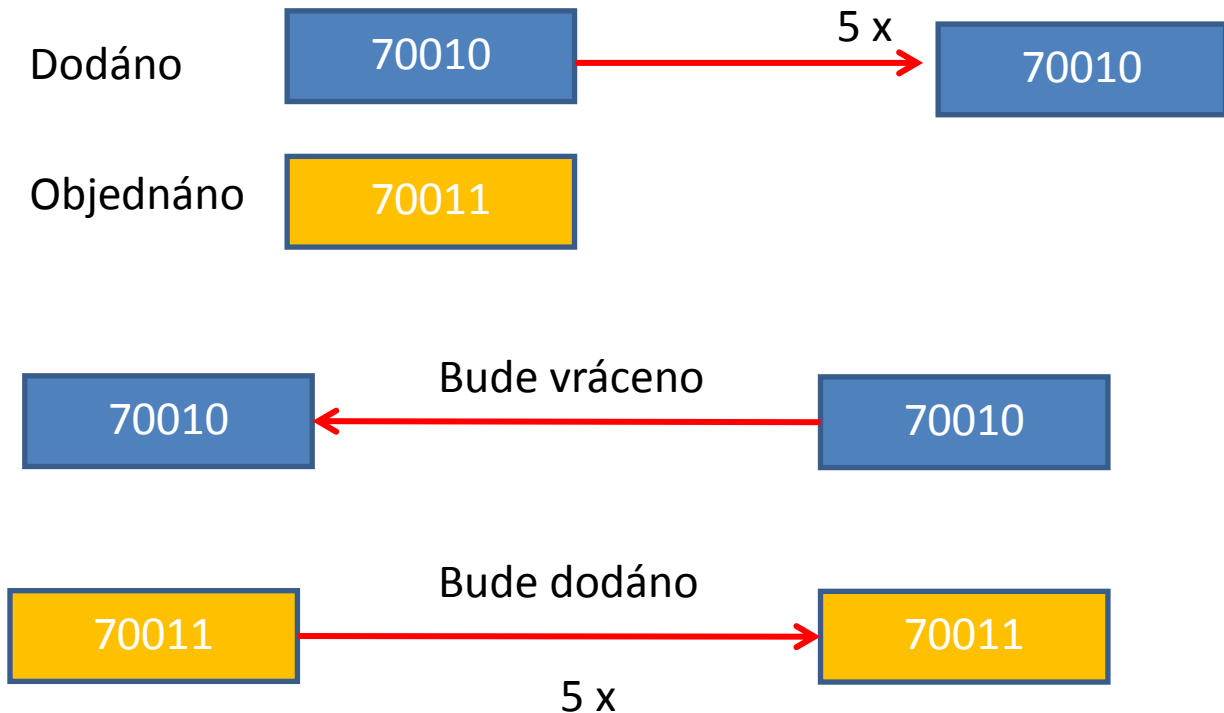 5 x
Dodáno
70010
70010
Objednáno
70011
Bude vráceno
70010
70010
Bude dodáno
70011
70011
5 x